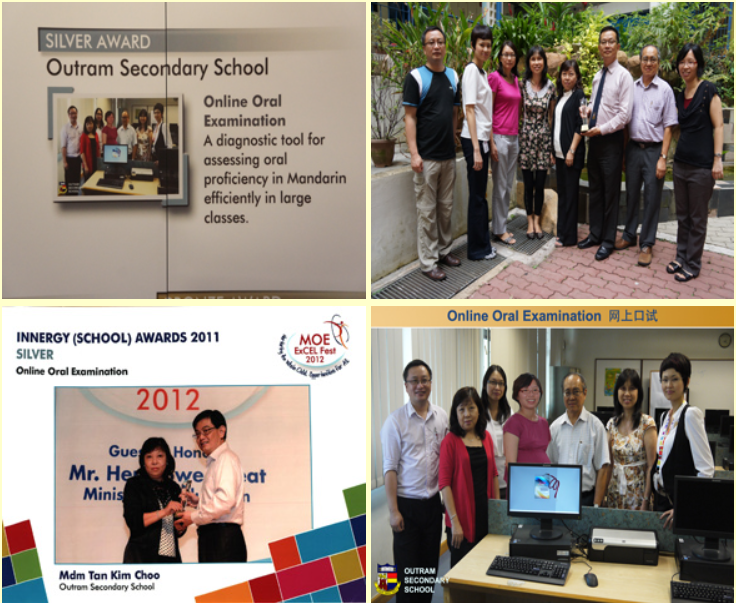 SILVER AWARD
Outram Secondary School
Online Oral
Examination
A diagnostic tool for
assessing oral
proficiency in Mandarin
efficiently in large
classes.
INNERGY (SCHOOL) AWARDS 2011
SILVER
Online Oral Examination
MOE
ExCEL Fest
2012
2012
Mdm Tan Kim Choo
Outram Secondary School
Online Oral Examination 网上口试
OUTRAM
SECONDARY
SCHOOL